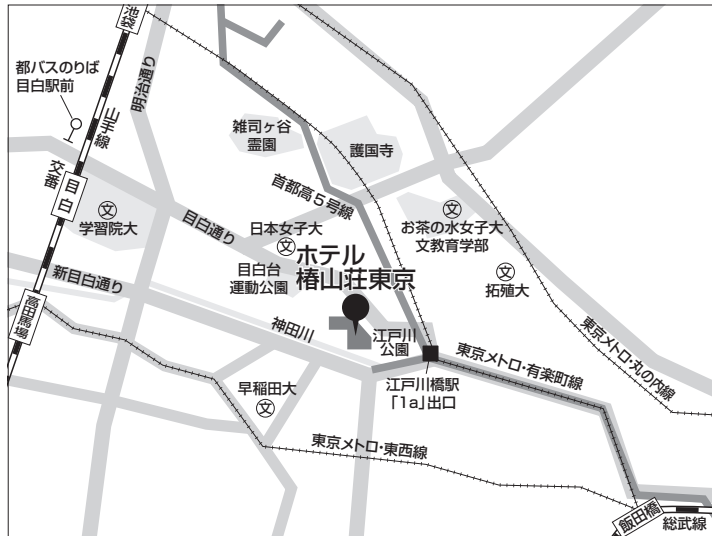 池袋
都バスのりば
目白駅前
山手線
明治通り
雑司ヶ谷
霊園
護国寺
交番
目白
文
学習院大
首都高5号線
目白通り
日本女子大
文
文
お茶の水女子大
文教育学部
ホテル
椿山荘東京
目白台
運動公園
文
拓殖大
新目白通り
高田馬場
神田川
江戸川
公園
東京メトロ・丸の内線
東京メトロ・有楽町線
江戸川橋駅
「1a」出口
早稲田大
文
東京メトロ・東西線
飯田橋
総武線